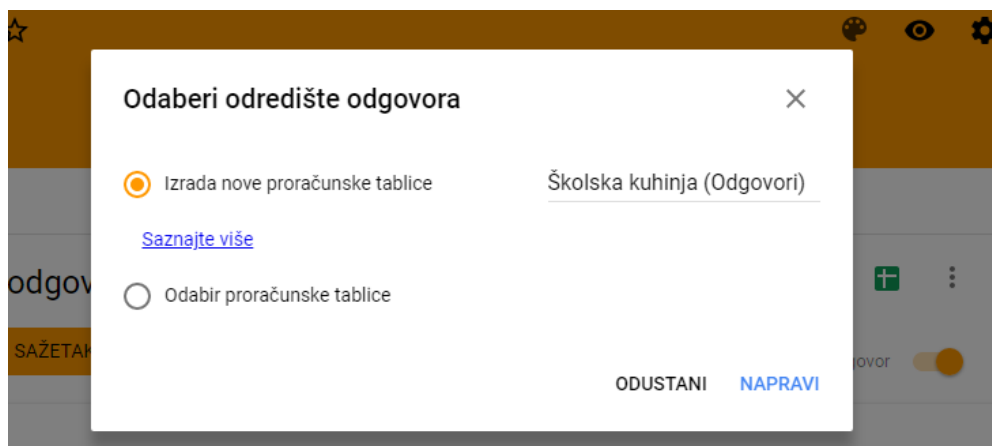 Odaberi odredište odgovora
Izrada nove proračunske tablice
Školska kuhinja (Odgovori)
Saznajte više
odgov
Odabir proračunske tablice
SAŽETAK
govor
ODUSTANI
NAPRAVI